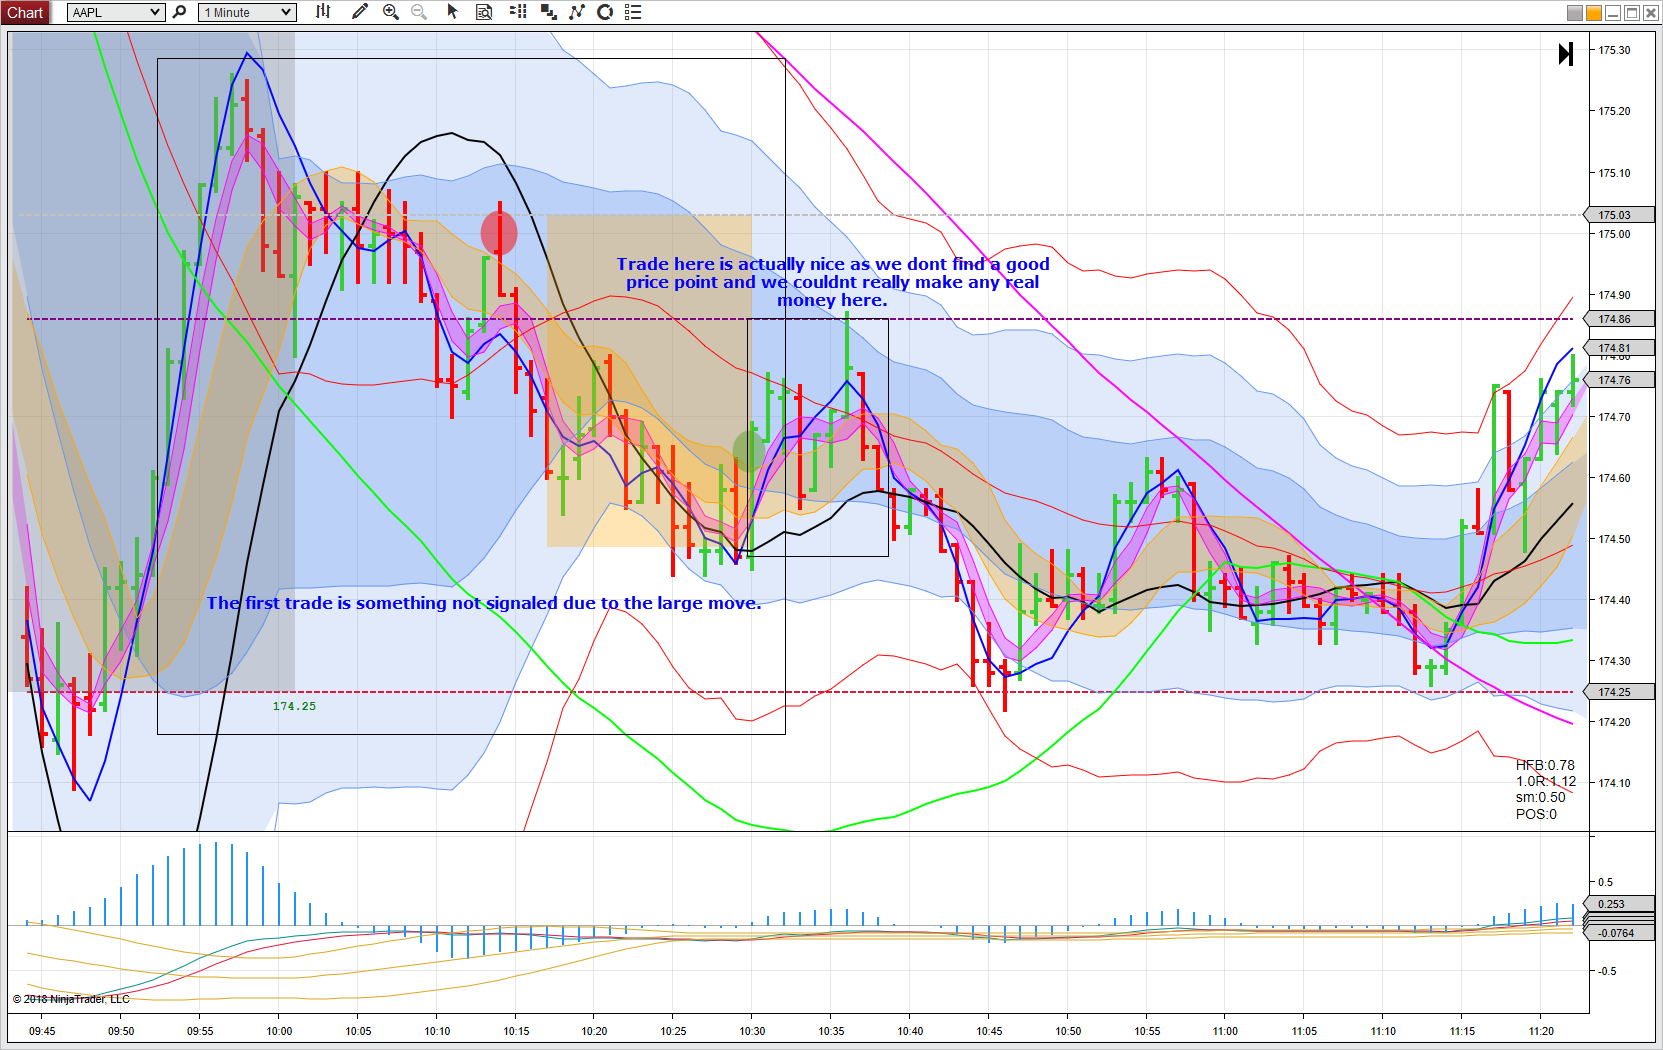 Chart
AAPL
1 Minute
175.30
175.20
175.10
175.03
175.00
174.90
174.86
174.81
174.80
174.76
174.70
174.60
174.50
174.40
174.30
174.25
174.20
174.10
Trade here is actually nice as we dont find a good
price point and we couldnt really make any real
money here.
The first trade is something not signaled due to the large move.
174.25
HFB:0.78
1.0R:1.12
sm:0.50
POS:0
0.5
0.253
-0.0764
-0.5
© 2018 NinjaTrader, LLC
09:45 09:50 09:55 10:00 10:05 10:10 10:15 10:20 10:25 10:30 10:35 10:40 10:45 10:50 10:55 11:00 11:05 11:10 11:15 11:20